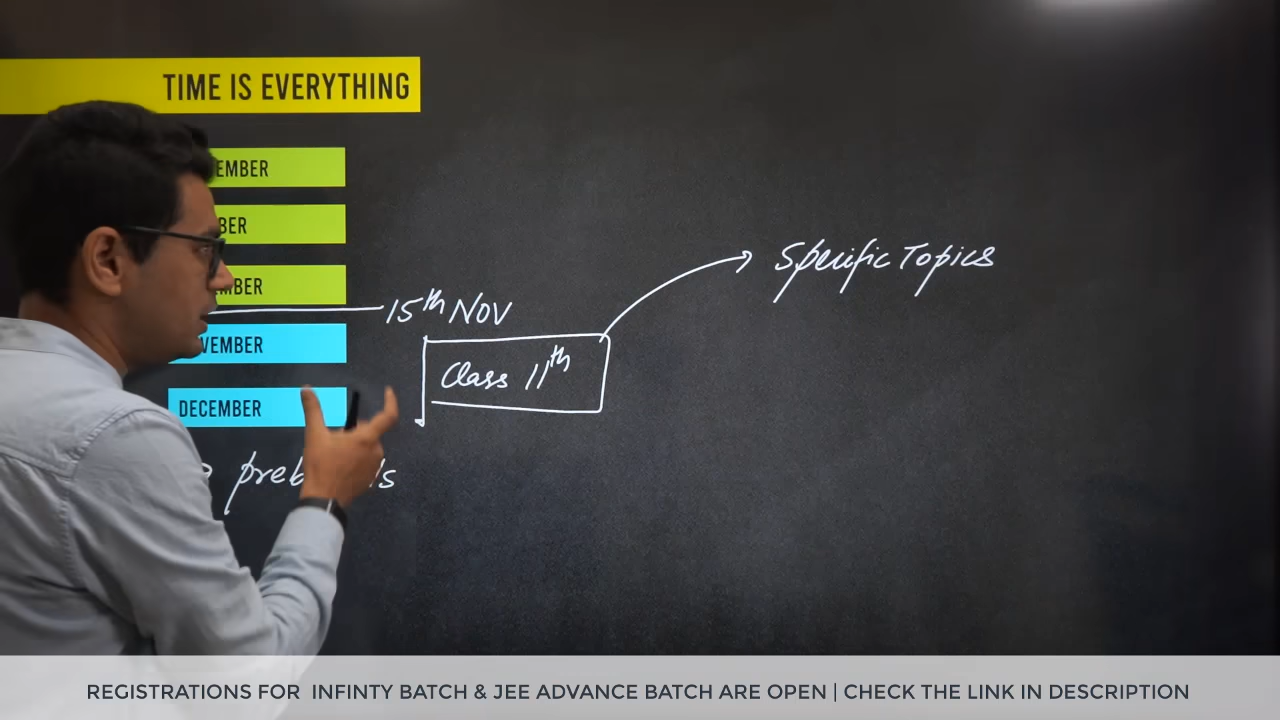 TIME IS EVERYTHING
EMBER
BER
MBER
15th NOV
VEMBER
Class 11th
DECEMBER
Specific Topics
REGISTRATIONS FOR INFINTY BATCH & JEE ADVANCE BATCH ARE OPEN | CHECK THE LINK IN DESCRIPTION